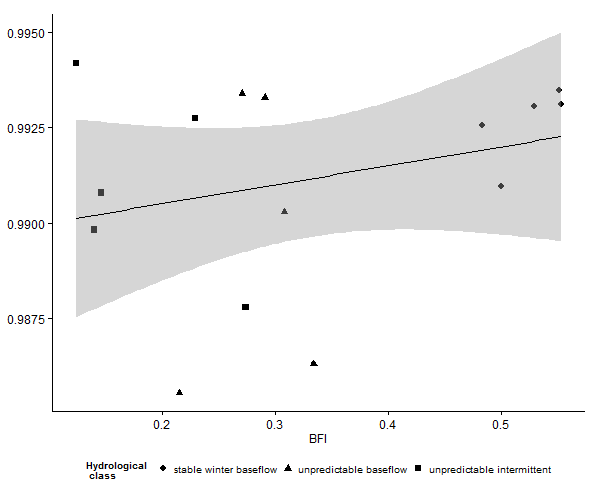 0.9950
0.9925
0.9900
0.9875
0.2 0.3 0.4 0.5
BFI
Hydrological
class
stable winter baseflow unpredictable baseflow unpredictable intermittent